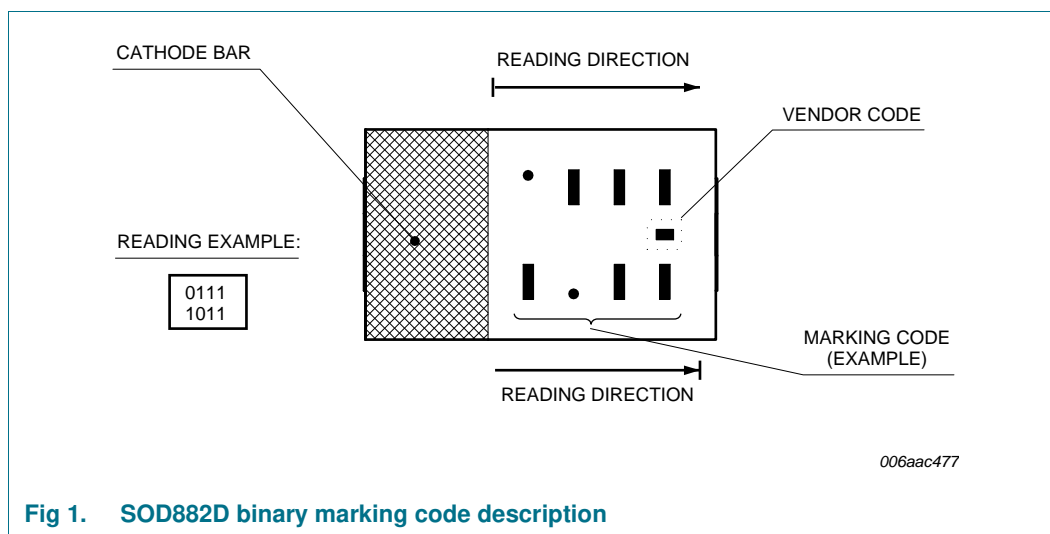 CATHODE BAR
READING DIRECTION
VENDOR CODE
READING EXAMPLE:
0111
1011
MARKING CODE
(EXAMPLE)
READING DIRECTION
006aac477
Fig 1. SOD882D binary marking code description